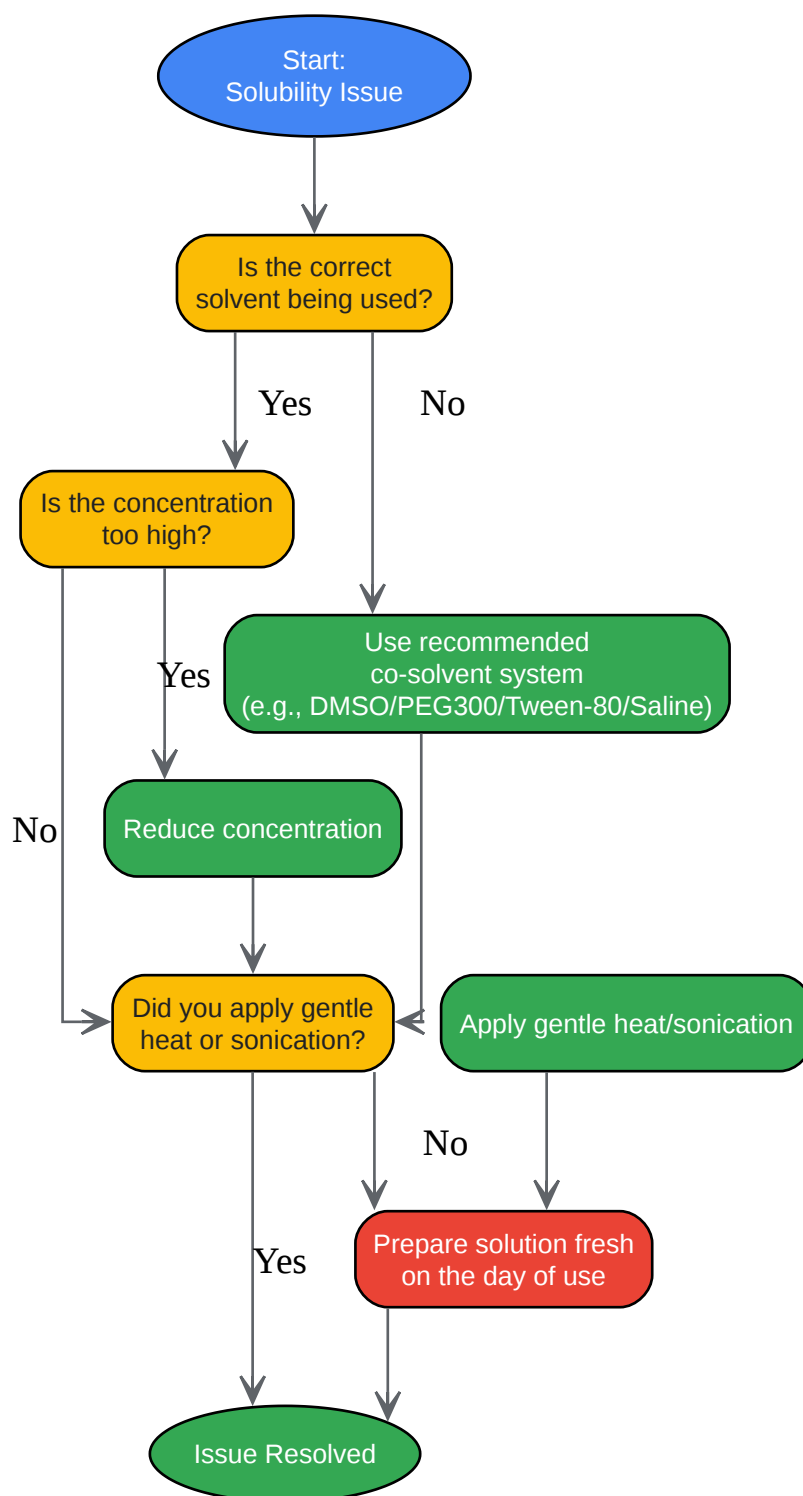 Start:
Solubility Issue
Is the correct
solvent being used?
Yes
No
Is the concentration
too high?
Use recommended
co-solvent system
(e.g., DMSO/PEG300/Tween-80/Saline)
Yes
Reduce concentration
No
Did you apply gentle
heat or sonication?
Apply gentle heat/sonication
No
Prepare solution fresh
on the day of use
Yes
Issue Resolved